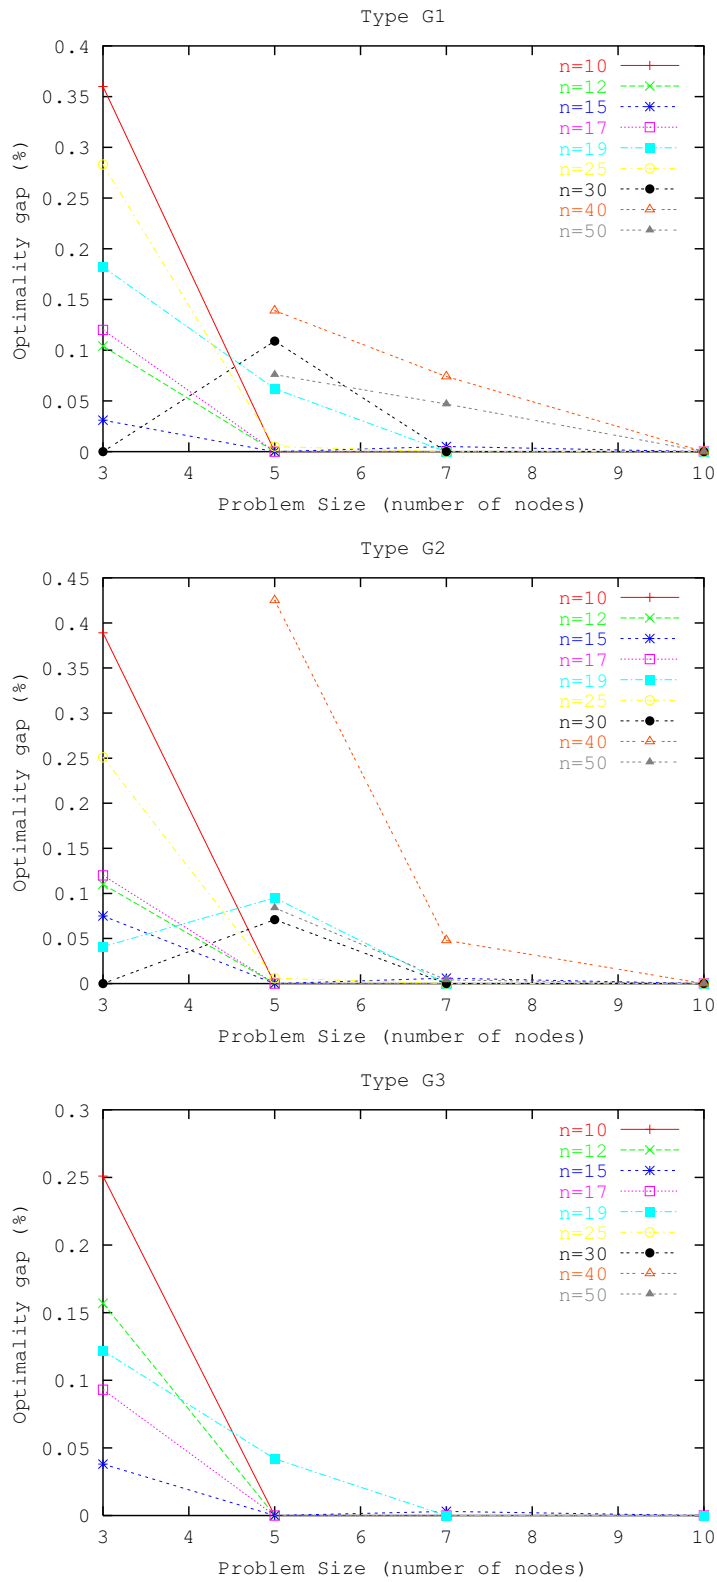 Type G1
0.4
0.35
0.3
0.25
0.2
0.15
0.1
0.05
0
Optimality gap (%)
n=10
n=12
n=15
n=17
n=19
n=25
n=30
n=40
n=50
3 4 5 6 7 8 9 10
Problem Size (number of nodes)
Type G2
0.45
0.4
0.35
0.3
0.25
0.2
0.15
0.1
0.05
0
Optimality gap (%)
n=10
n=12
n=15
n=17
n=19
n=25
n=30
n=40
n=50
3 4 5 6 7 8 9 10
Problem Size (number of nodes)
Type G3
0.3
0.25
0.2
0.15
0.1
0.05
0
Optimality gap (%)
n=10
n=12
n=15
n=17
n=19
n=25
n=30
n=40
n=50
3 4 5 6 7 8 9 10
Problem Size (number of nodes)